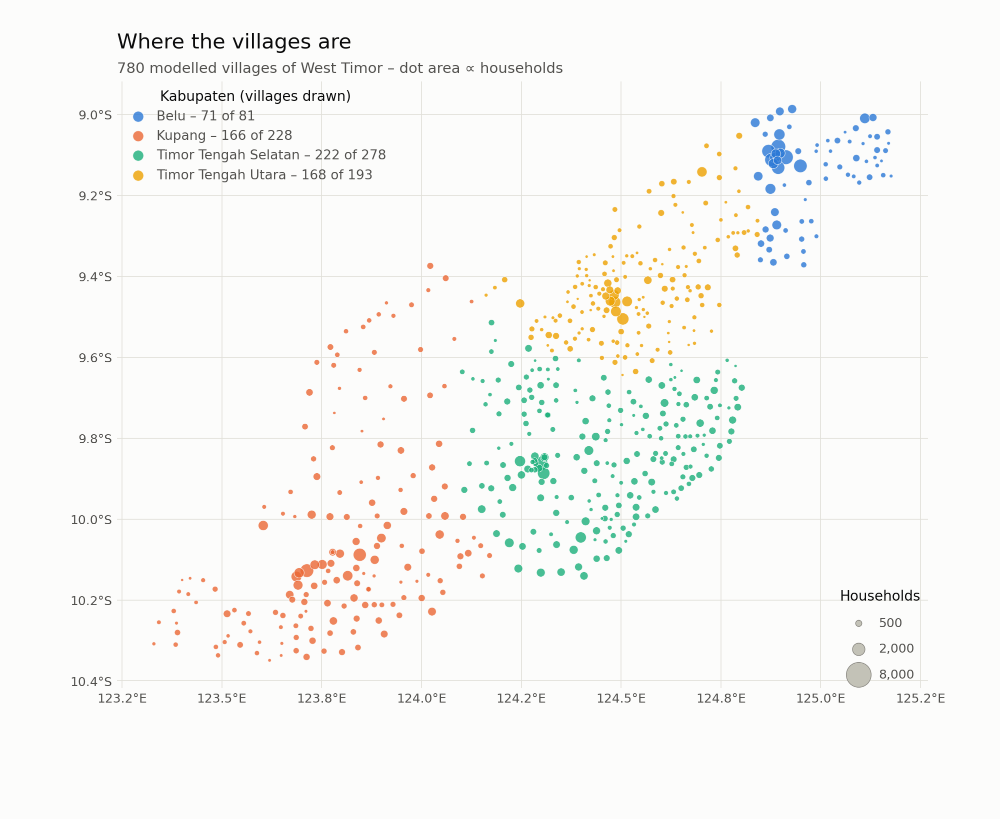 Where the villages are
780 modelled villages of West Timor – dot area ∝ households
Kabupaten (villages drawn)
Belu – 71 of 81
Kupang – 166 of 228
Timor Tengah Selatan – 222 of 278
Timor Tengah Utara – 168 of 193
9.0°S
9.2°S
9.4°S
9.6°S
9.8°S
10.0°S
10.2°S
10.4°S
Households
500
2,000
8,000
123.2°E 123.5°E 123.8°E 124.0°E 124.2°E 124.5°E 124.8°E 125.0°E 125.2°E